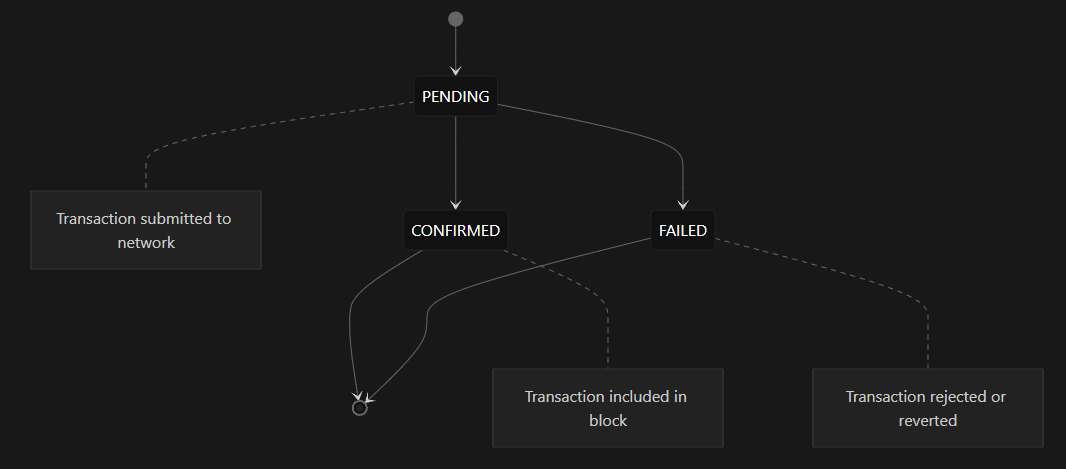 PENDING
Transaction submitted to
network
CONFIRMED
FAILED
Transaction included in
block
Transaction rejected or
reverted